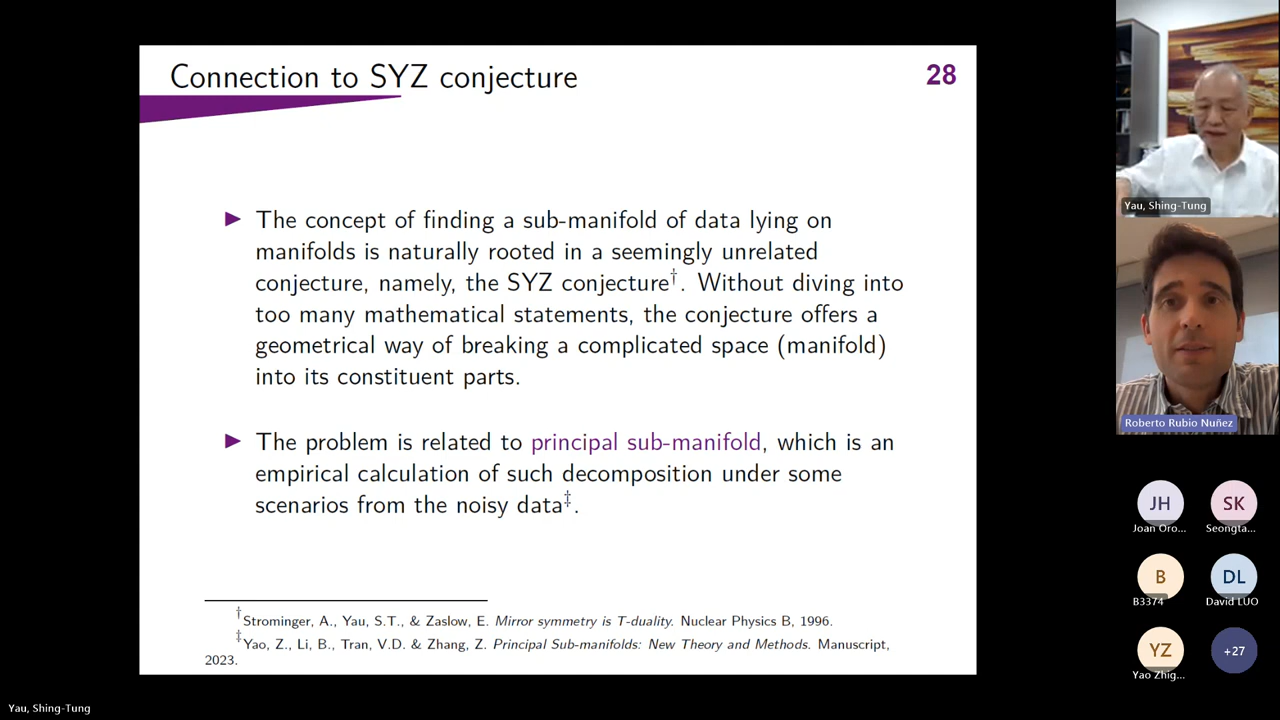 Connection to SYZ conjecture
28
▶ The concept of finding a sub-manifold of data lying on
manifolds is naturally rooted in a seemingly unrelated
conjecture, namely, the SYZ conjecture†. Without diving into
too many mathematical statements, the conjecture offers a
geometrical way of breaking a complicated space (manifold)
into its constituent parts.
▶ The problem is related to principal sub-manifold, which is an
empirical calculation of such decomposition under some
scenarios from the noisy data‡.
†Strominger, A., Yau, S.T., & Zaslow, E. Mirror symmetry is T-duality. Nuclear Physics B, 1996.
‡Yao, Z., Li, B., Tran, V.D. & Zhang, Z. Principal Sub-manifolds: New Theory and Methods. Manuscript,
2023.
Yau, Shing-Tung
Roberto Rubio Nuñez
JH
Joan Oro...
SK
Seongta...
B
B3374
DL
David LUO
YZ
Yao Zhig...
+27
Yau, Shing-Tung